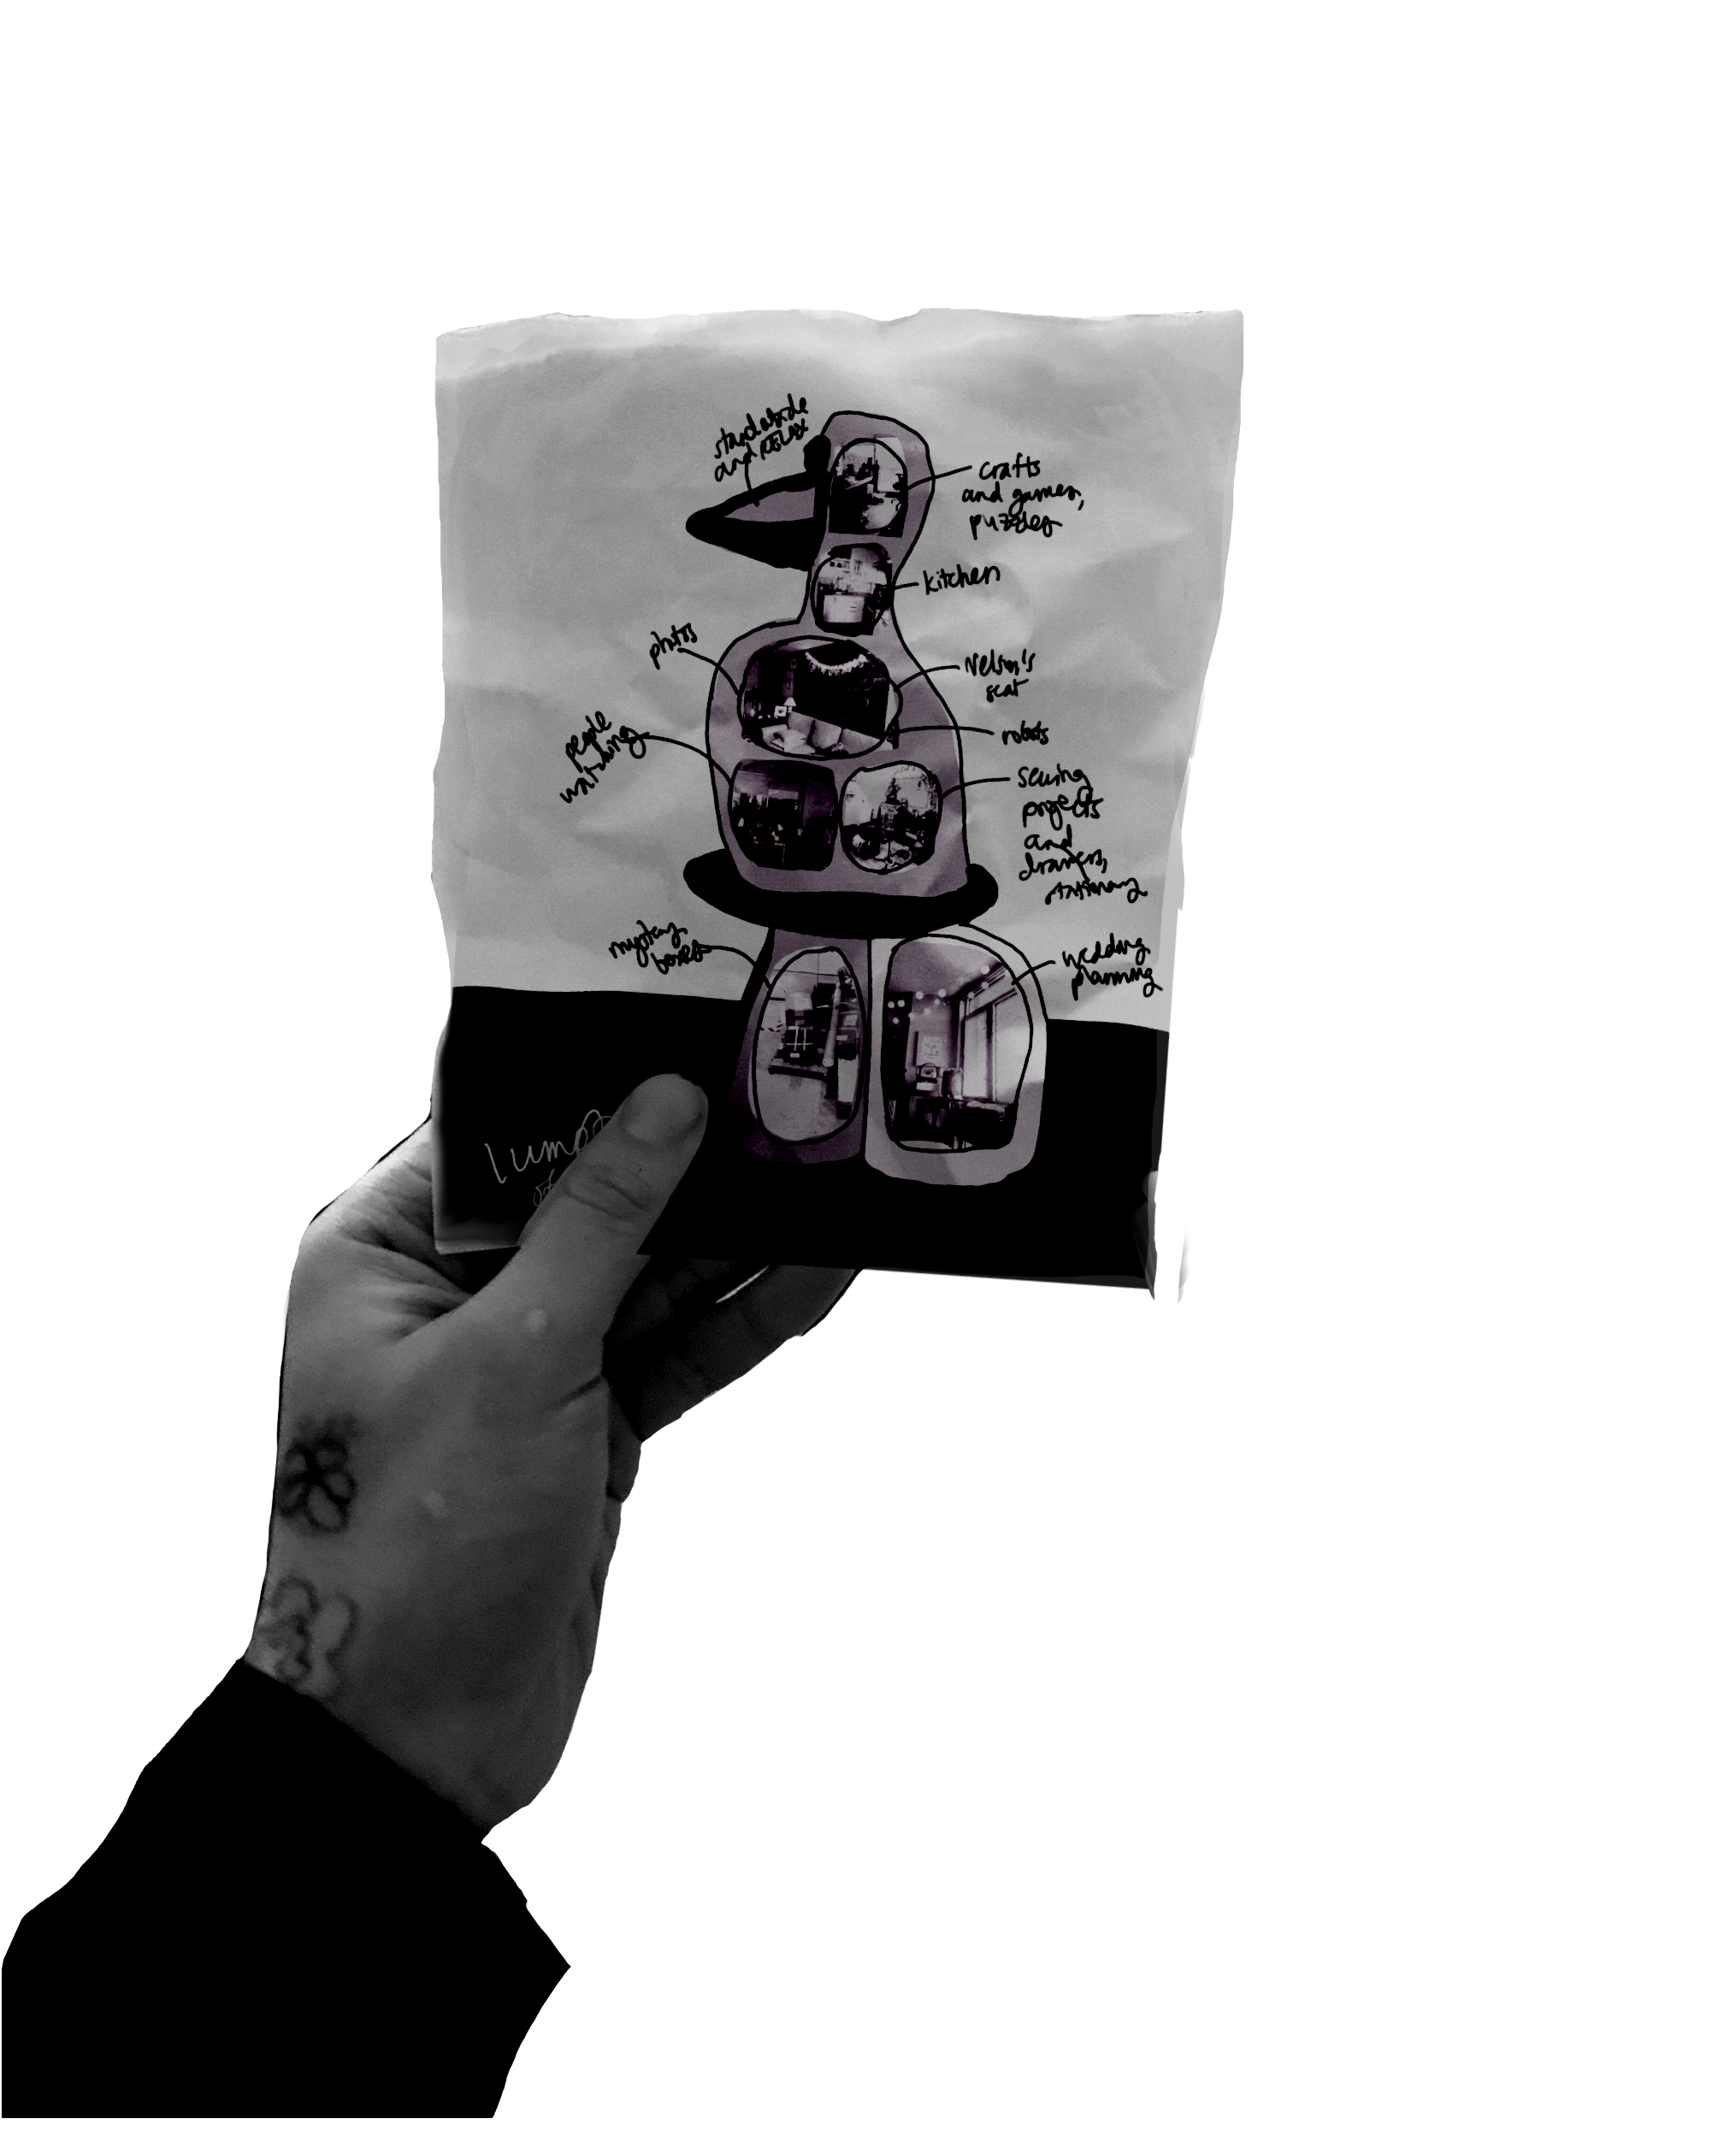 stand aside
and RELAX
crafts
and games,
puzzles
kitchen
photos
Nelson's
seat
robots
people
watching
sewing
projects
and
drawers,
stationary
mystery
boxes
wedding
planning